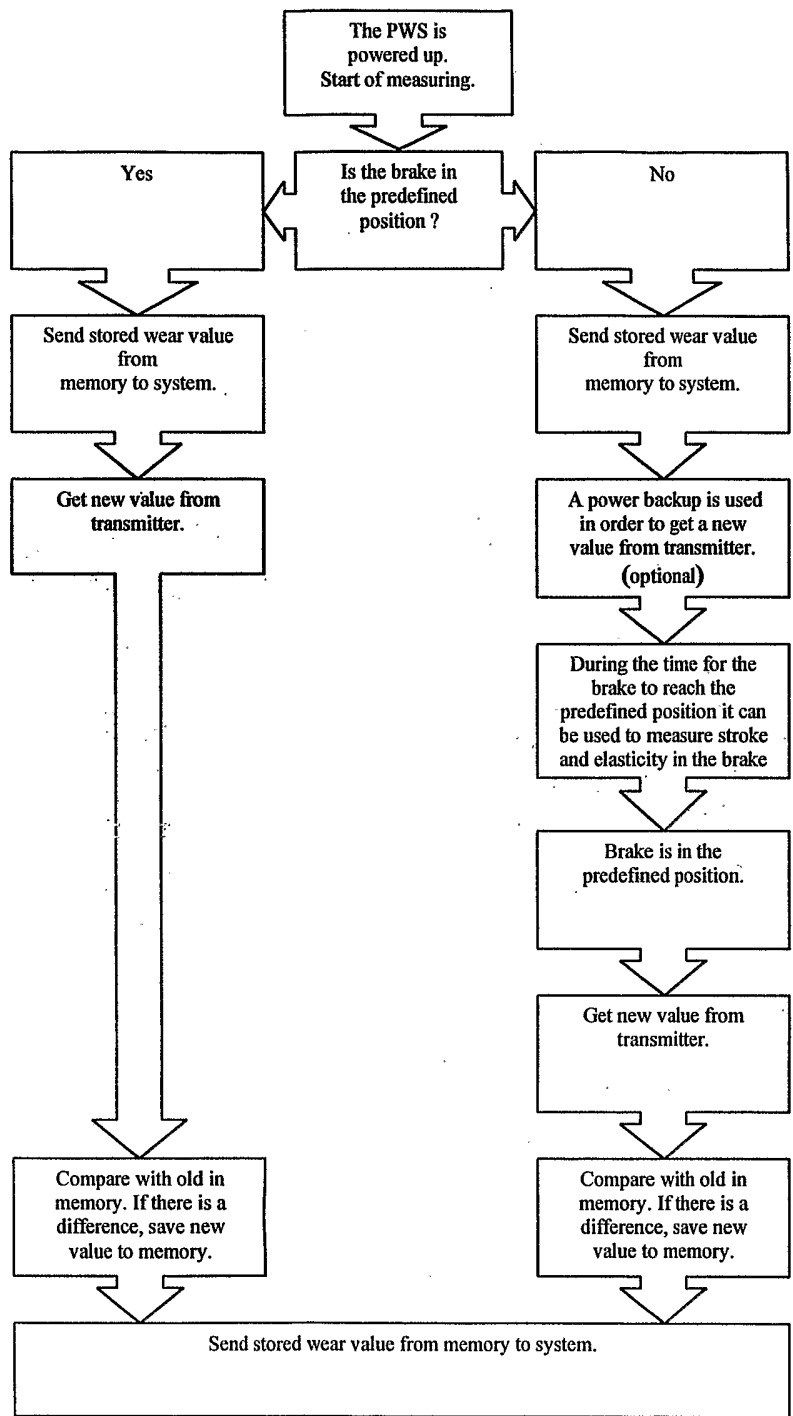 The PWS is
powered up.
Start of measuring.
Is the brake in
the predefined
position ?
Yes
No
Send stored wear value
from
memory to system.
Send stored wear value
from
memory to system.
Get new value from
transmitter.
A power backup is used
in order to get a new
value from transmitter.
(optional)
During the time for the
brake to reach the
predefined position it can
be used to measure stroke
and elasticity in the brake
Brake is in the
predefined position.
Get new value from
transmitter.
Compare with old in
memory. If there is a
difference, save new
value to memory.
Compare with old in
memory. If there is a
difference, save new
value to memory.
Send stored wear value from memory to system.